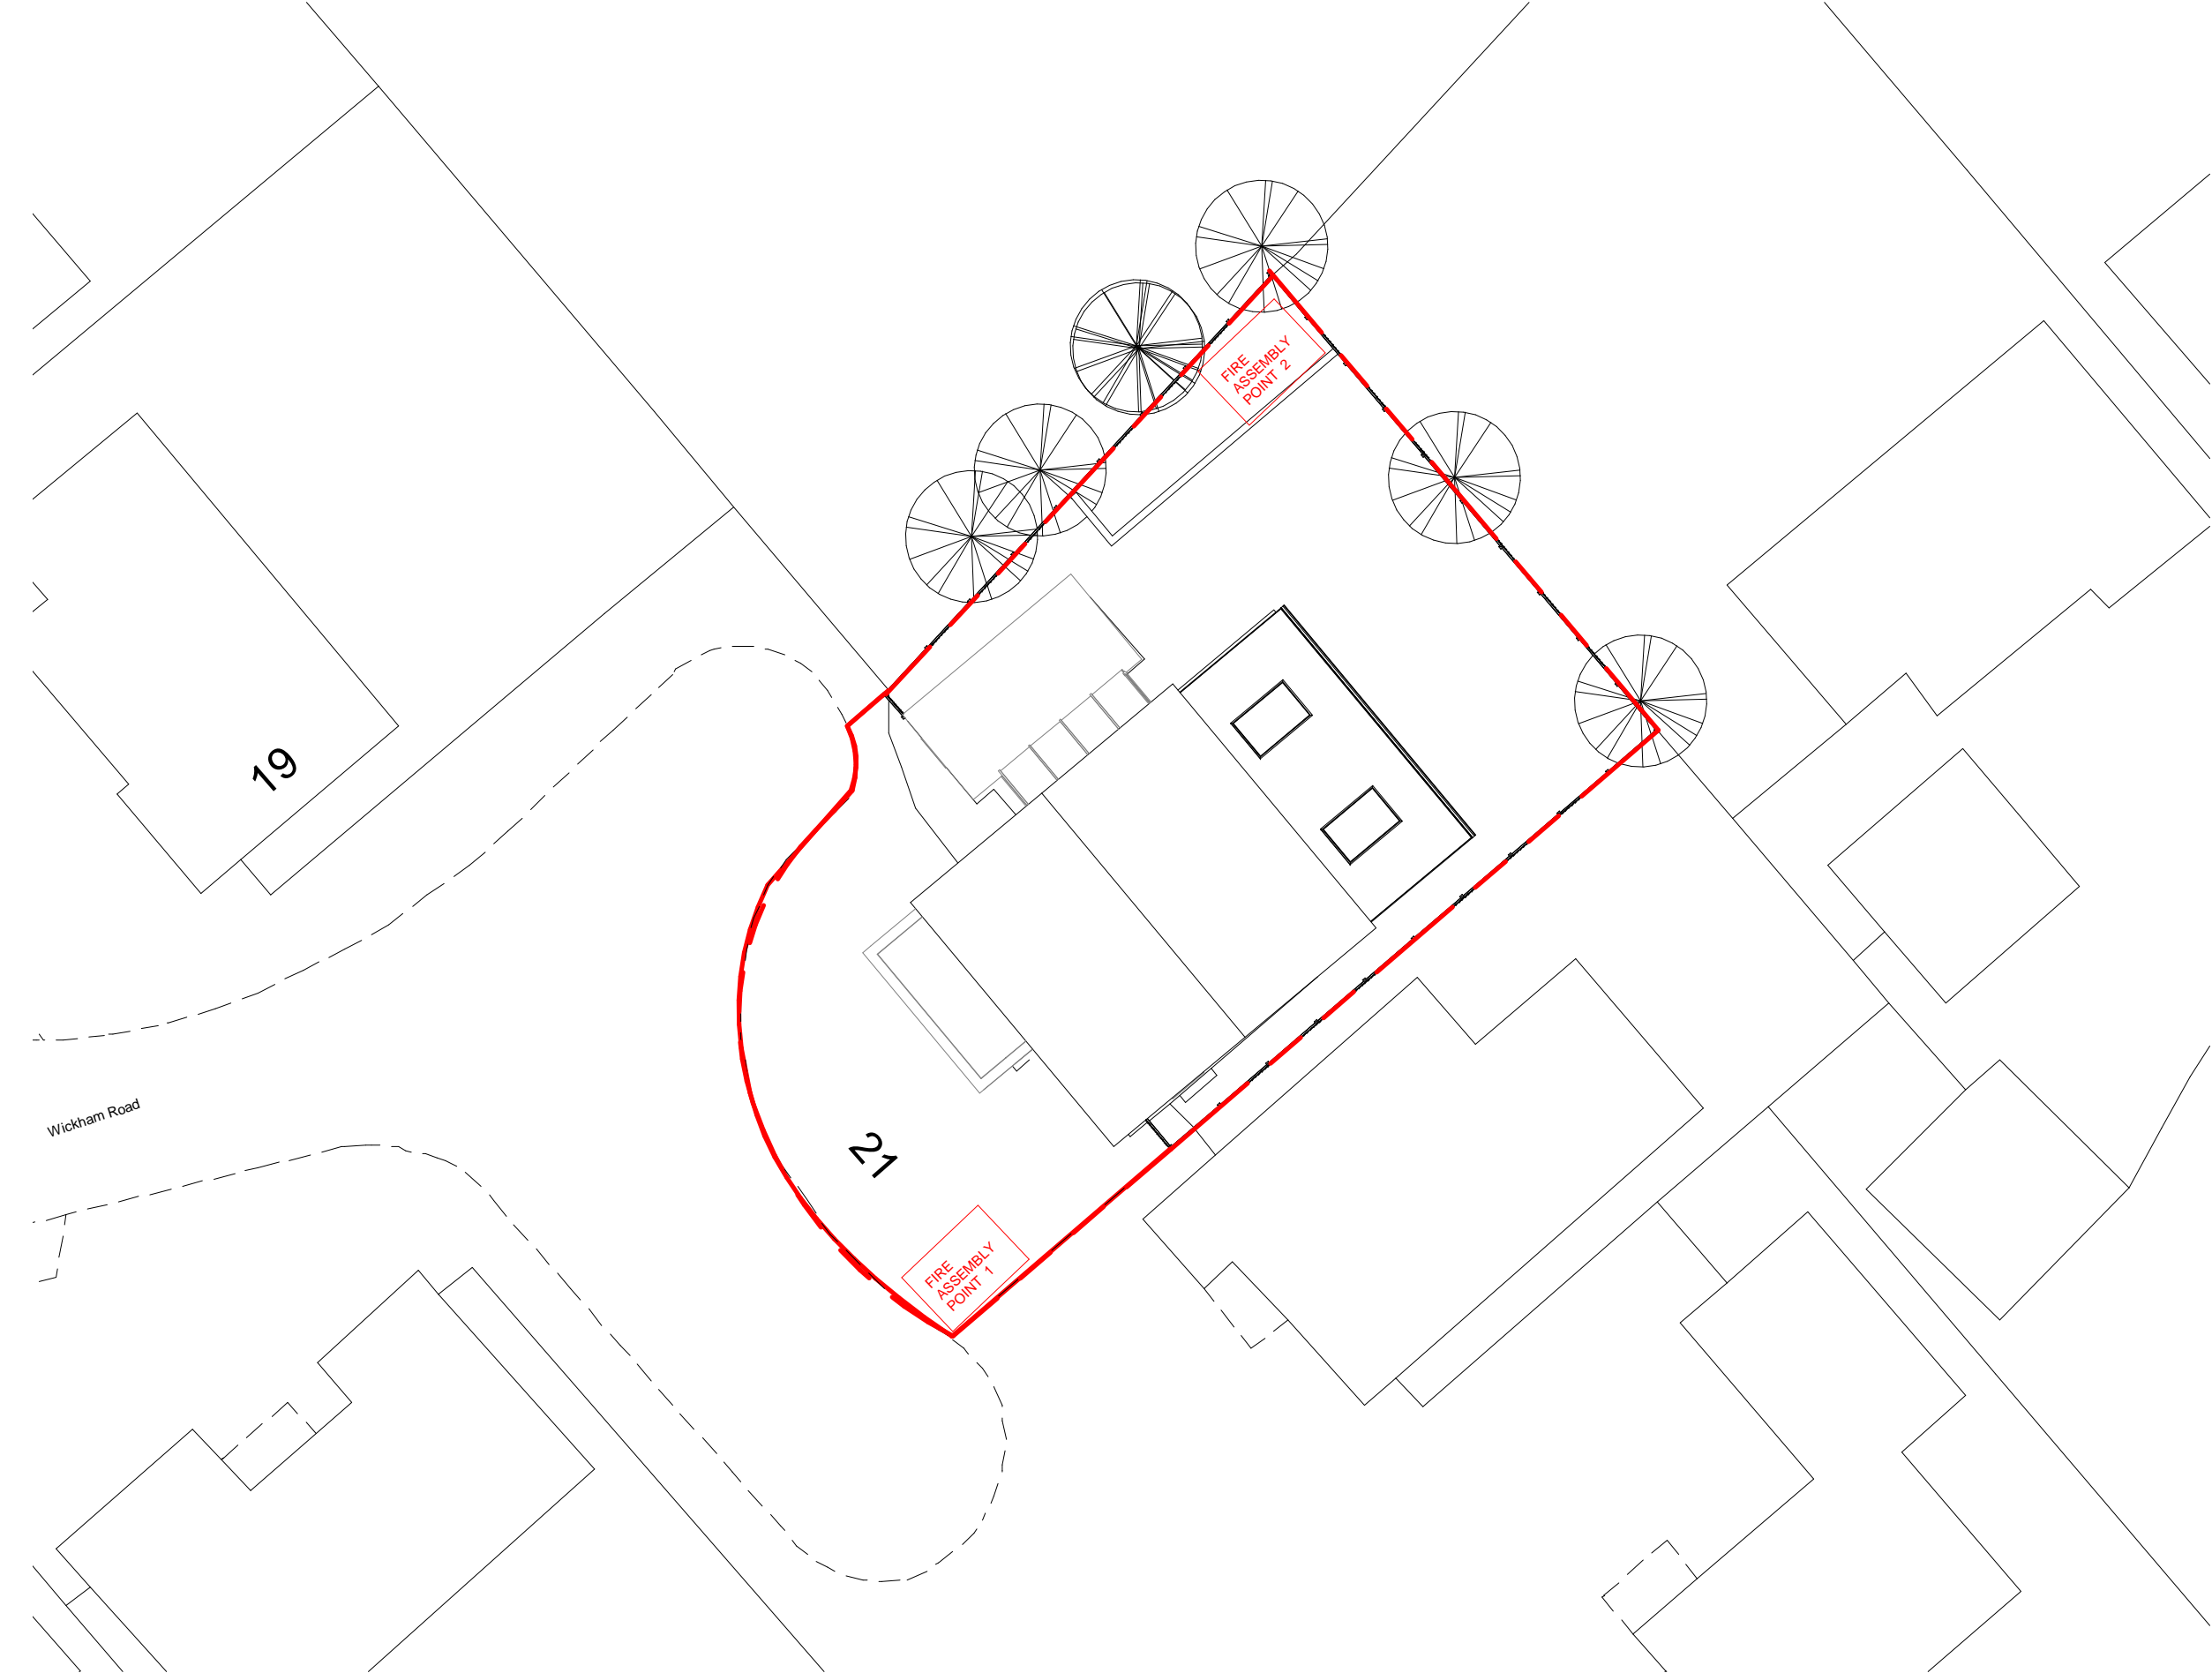 FIRE
ASSEMBLY
POINT 2
19
Wickham Road
21
FIRE
ASSEMBLY
POINT 1